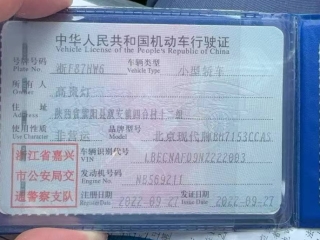 中华人民共和国机动车行驶证
Vehicle License of the People's Republic of China
号牌号码 浙F87HW6 车辆类型 小型轿车
Plate No. Vehicle Type
所有人 高贵灯
Owner
住址
Address
使用性质 非营运 品牌型号 北京现代牌BH7153CCAS
Use Character Model
浙江省嘉兴 车辆识别代号
市公安局交 VIN
通警察支队 发动机号码
Engine No.
注册日期 2022-09-27 发证日期 2022-09-27
Register Date Issue Date